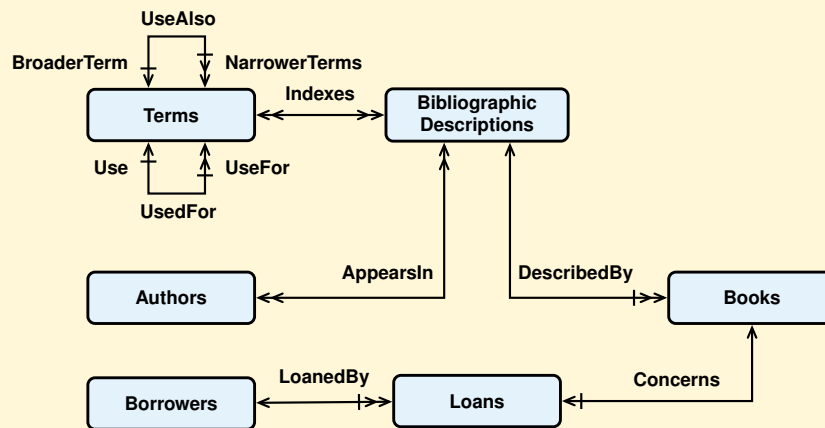 UseAlso
BroaderTerm
NarrowerTerms
Indexes
Terms
Bibliographic
Descriptions
Use
UseFor
UsedFor
AppearsIn
DescribedBy
Authors
Books
LoanedBy
Concerns
Borrowers
Loans